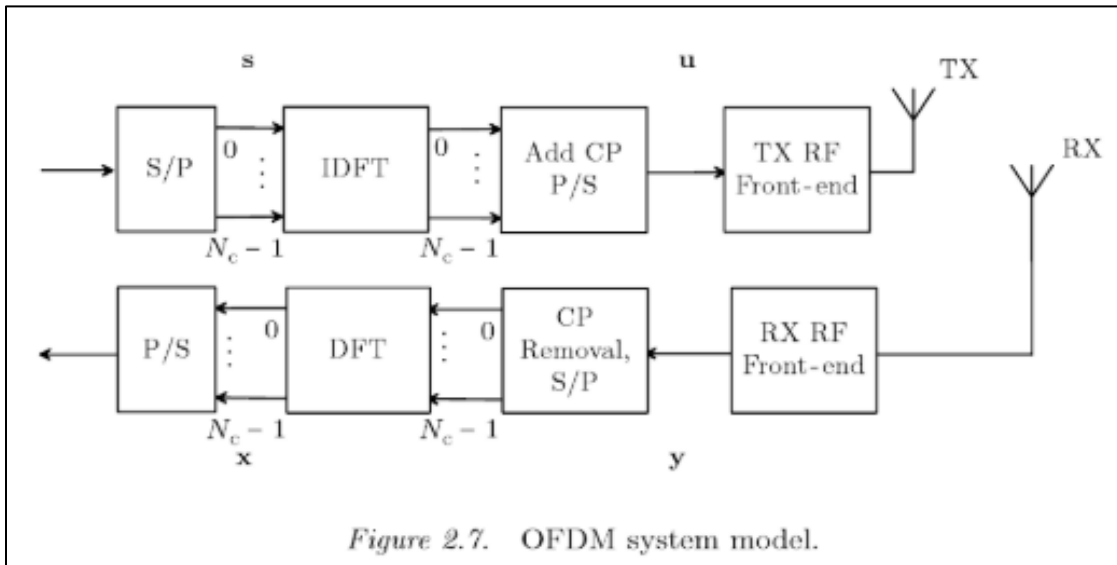 s
u
TX
RX
S/P
0
⋮
N_c − 1
IDFT
0
⋮
N_c − 1
Add CP
P/S
TX RF
Front-end
P/S
0
⋮
N_c − 1
DFT
0
⋮
N_c − 1
CP
Removal,
S/P
RX RF
Front-end
x
y
Figure 2.7. OFDM system model.